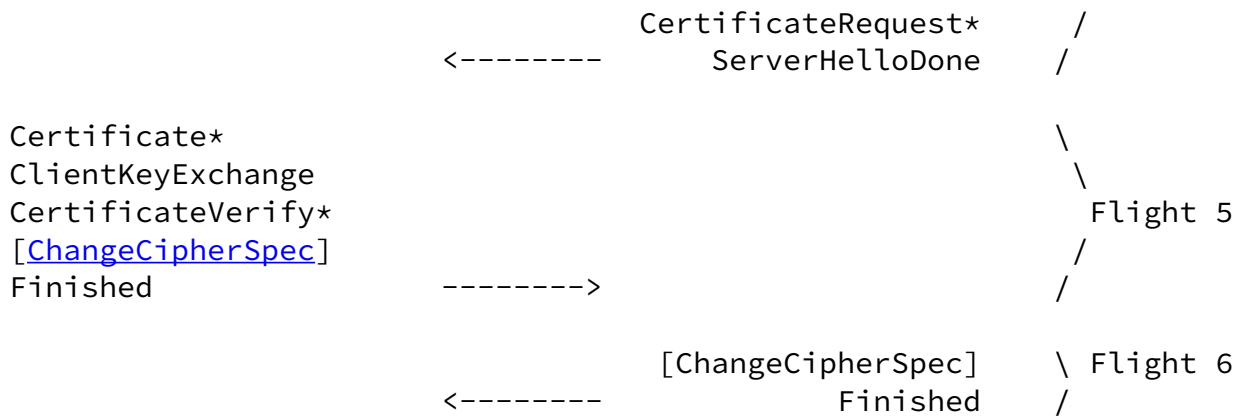 CertificateRequest*      /
<--------      ServerHelloDone     /
Certificate*                                              \
ClientKeyExchange                                          \
CertificateVerify*                                          Flight 5
[ChangeCipherSpec]                                         /
Finished               -------->                          /
[ChangeCipherSpec]    \ Flight 6
<--------             Finished    /